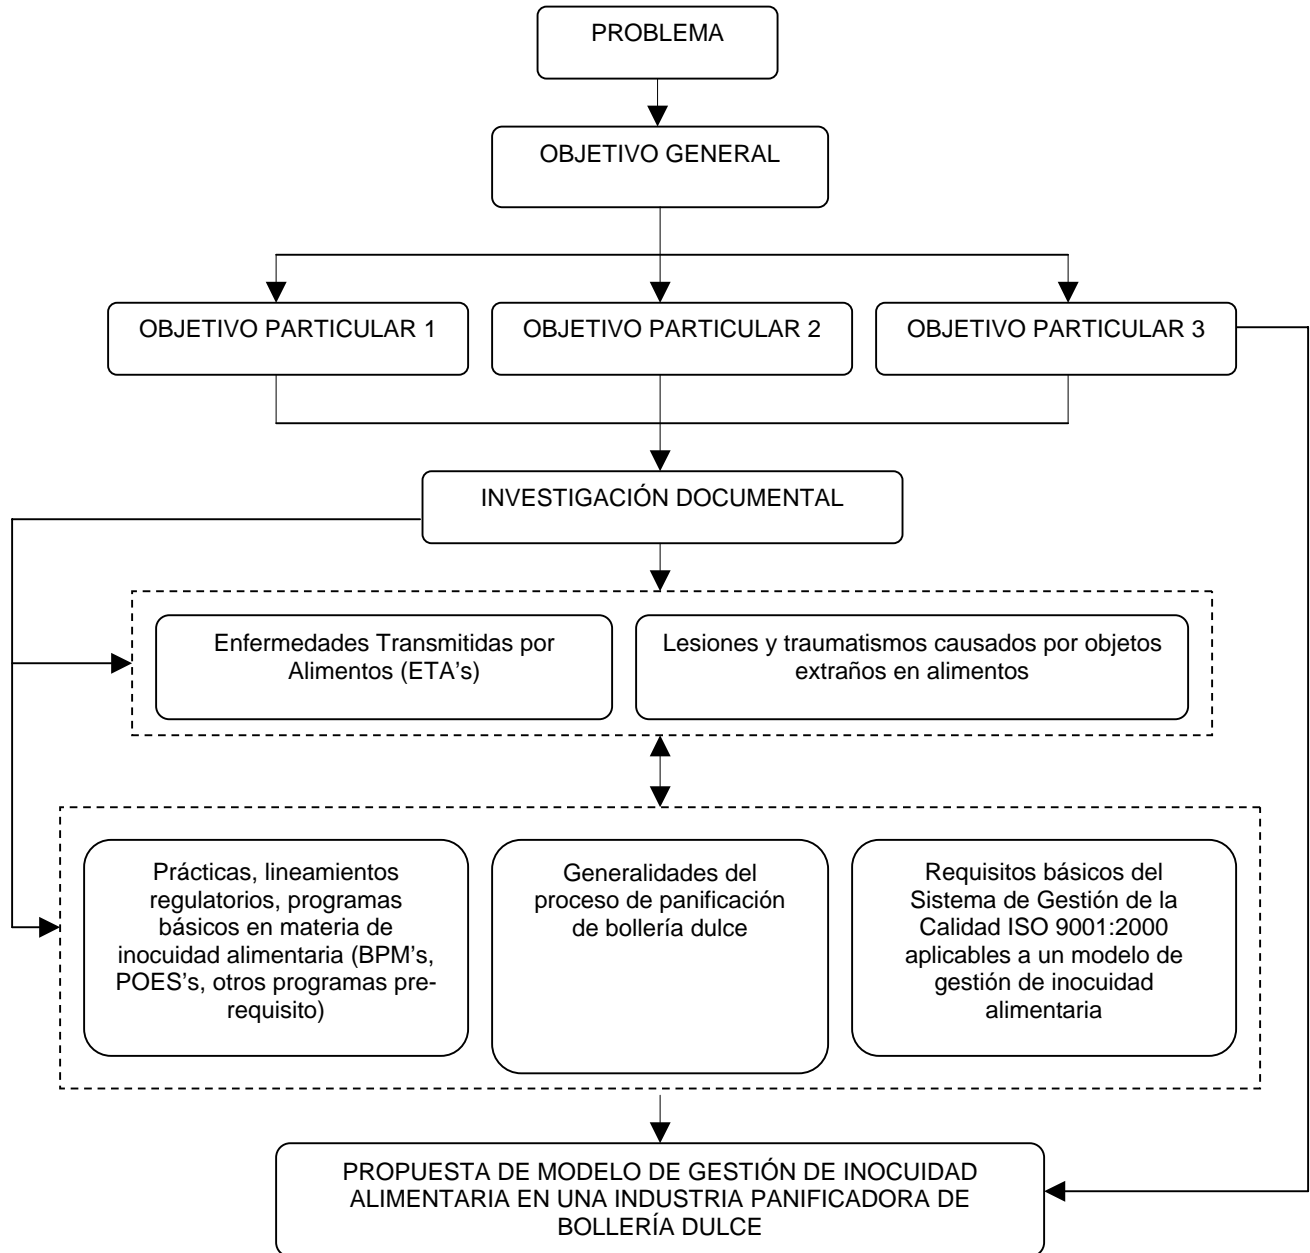 PROBLEMA
OBJETIVO GENERAL
OBJETIVO PARTICULAR 1
OBJETIVO PARTICULAR 2
OBJETIVO PARTICULAR 3
INVESTIGACIÓN DOCUMENTAL
Enfermedades Transmitidas por
Alimentos (ETA’s)
Lesiones y traumatismos causados por objetos
extraños en alimentos
Prácticas, lineamientos
regulatorios, programas
básicos en materia de
inocuidad alimentaria (BPM’s,
POES’s, otros programas pre-
requisito)
Generalidades del
proceso de panificación
de bollería dulce
Requisitos básicos del
Sistema de Gestión de la
Calidad ISO 9001:2000
aplicables a un modelo de
gestión de inocuidad
alimentaria
PROPUESTA DE MODELO DE GESTIÓN DE INOCUIDAD
ALIMENTARIA EN UNA INDUSTRIA PANIFICADORA DE
BOLLERÍA DULCE